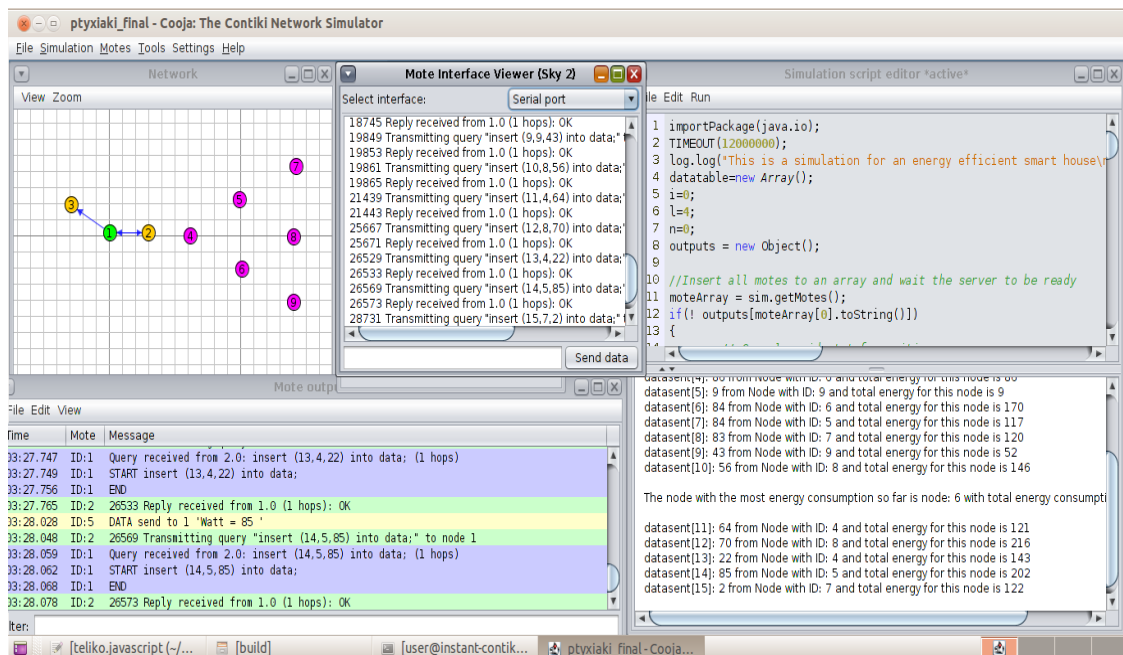 ptyxiaki_final - Cooja: The Contiki Network Simulator
File Simulation Motes Tools Settings Help
Network
View Zoom
7
5
3
1
2
4
8
6
9
Mote Interface Viewer (Sky 2)
Select interface:
Serial port
18745 Reply received from 1.0 (1 hops): OK
19849 Transmitting query "insert (9,9,43) into data;"
19853 Reply received from 1.0 (1 hops): OK
19861 Transmitting query "insert (10,8,56) into data;"
19865 Reply received from 1.0 (1 hops): OK
21439 Transmitting query "insert (11,4,64) into data;"
21443 Reply received from 1.0 (1 hops): OK
25667 Transmitting query "insert (12,8,70) into data;"
25671 Reply received from 1.0 (1 hops): OK
26529 Transmitting query "insert (13,4,22) into data;"
26533 Reply received from 1.0 (1 hops): OK
26569 Transmitting query "insert (14,5,85) into data;"
26573 Reply received from 1.0 (1 hops): OK
28731 Transmitting query "insert (15,7,2) into data;" t
Send data
Simulation script editor *active*
ile Edit Run
1 importPackage(java.io);
2 TIMEOUT(12000000);
3 log.log("This is a simulation for an energy efficient smart house\
4 datatable=new Array();
5 i=0;
6 l=4;
7 n=0;
8 outputs = new Object();
9
10 //Insert all motes to an array and wait the server to be ready
11 moteArray = sim.getMotes();
12 if(! outputs[moteArray[0].toString()])
13 {
datasent[5]: 9 from Node with ID: 9 and total energy for this node is 9
datasent[6]: 84 from Node with ID: 6 and total energy for this node is 170
datasent[7]: 84 from Node with ID: 5 and total energy for this node is 117
datasent[8]: 83 from Node with ID: 7 and total energy for this node is 120
datasent[9]: 43 from Node with ID: 9 and total energy for this node is 52
datasent[10]: 56 from Node with ID: 8 and total energy for this node is 146
The node with the most energy consumption so far is node: 6 with total energy consumpti
datasent[11]: 64 from Node with ID: 4 and total energy for this node is 121
datasent[12]: 70 from Node with ID: 8 and total energy for this node is 216
datasent[13]: 22 from Node with ID: 4 and total energy for this node is 143
datasent[14]: 85 from Node with ID: 5 and total energy for this node is 202
datasent[15]: 2 from Node with ID: 7 and total energy for this node is 122
Mote outp
File Edit View
Time Mote Message
03:27.747 ID:1 Query received from 2.0: insert (13,4,22) into data; (1 hops)
03:27.749 ID:1 START insert (13,4,22) into data;
03:27.756 ID:1 END
03:27.765 ID:2 26533 Reply received from 1.0 (1 hops): OK
03:28.028 ID:5 DATA send to 1 'Watt = 85 '
03:28.048 ID:2 26569 Transmitting query "insert (14,5,85) into data;" to node 1
03:28.059 ID:1 Query received from 2.0: insert (14,5,85) into data; (1 hops)
03:28.062 ID:1 START insert (14,5,85) into data;
03:28.068 ID:1 END
03:28.078 ID:2 26573 Reply received from 1.0 (1 hops): OK
lter:
[teliko.javascript (~/... [build] [user@instant-contik... ptyxiaki_final - Cooja...